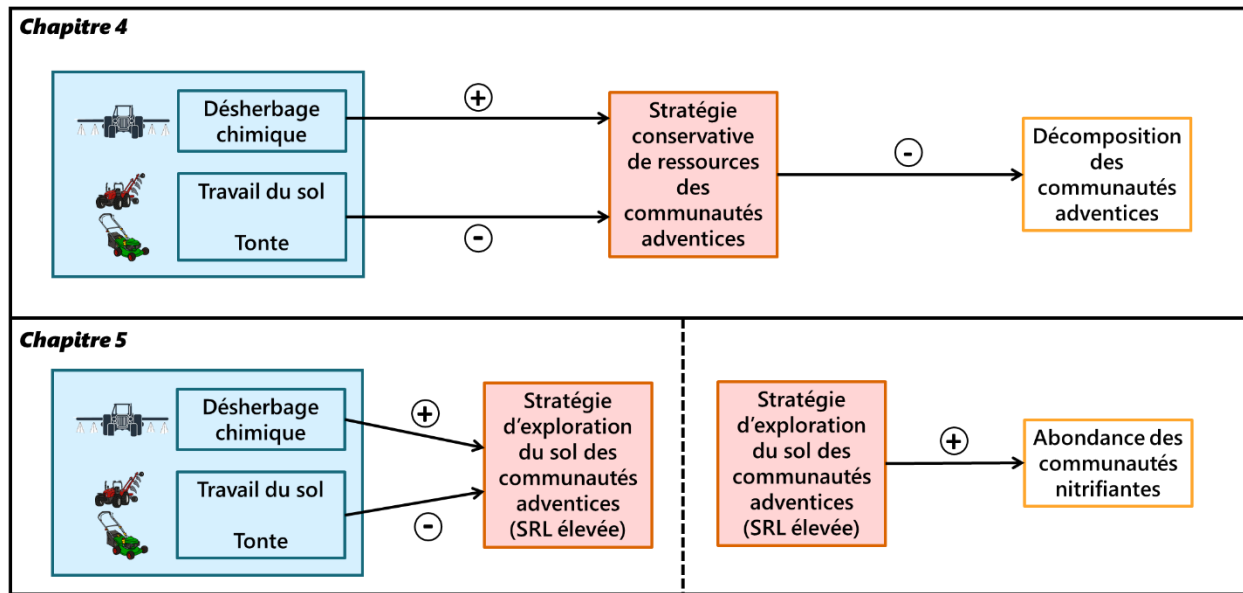 Chapitre 4
Désherbage
chimique
Travail du sol
Tonte
+
-
Stratégie
conservative
de ressources
des
communautés
adventices
-
Décomposition
des
communautés
adventices
Chapitre 5
Désherbage
chimique
Travail du sol
Tonte
+
-
Stratégie
d'exploration
du sol des
communautés
adventices
(SRL élevée)
Stratégie
d'exploration
du sol des
communautés
adventices
(SRL élevée)
+
Abondance des
communautés
nitrifiantes